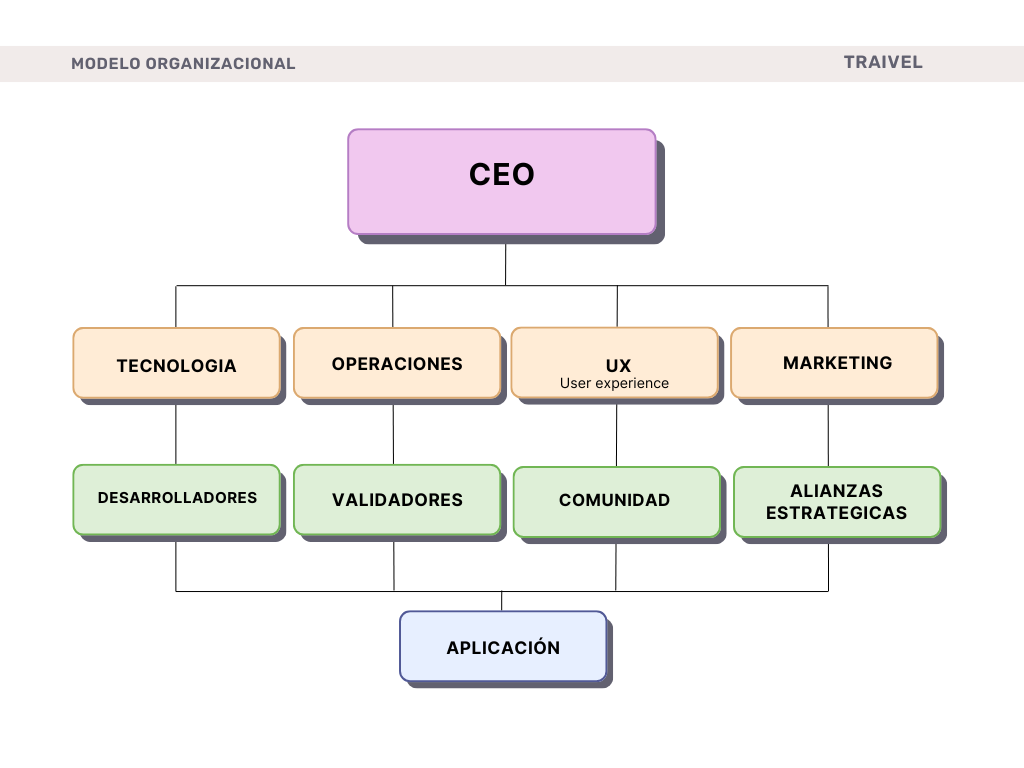 MODELO ORGANIZACIONAL
TRAIVEL
CEO
TECNOLOGIA
OPERACIONES
UX
User experience
MARKETING
DESARROLLADORES
VALIDADORES
COMUNIDAD
ALIANZAS
ESTRATEGICAS
APLICACIÓN